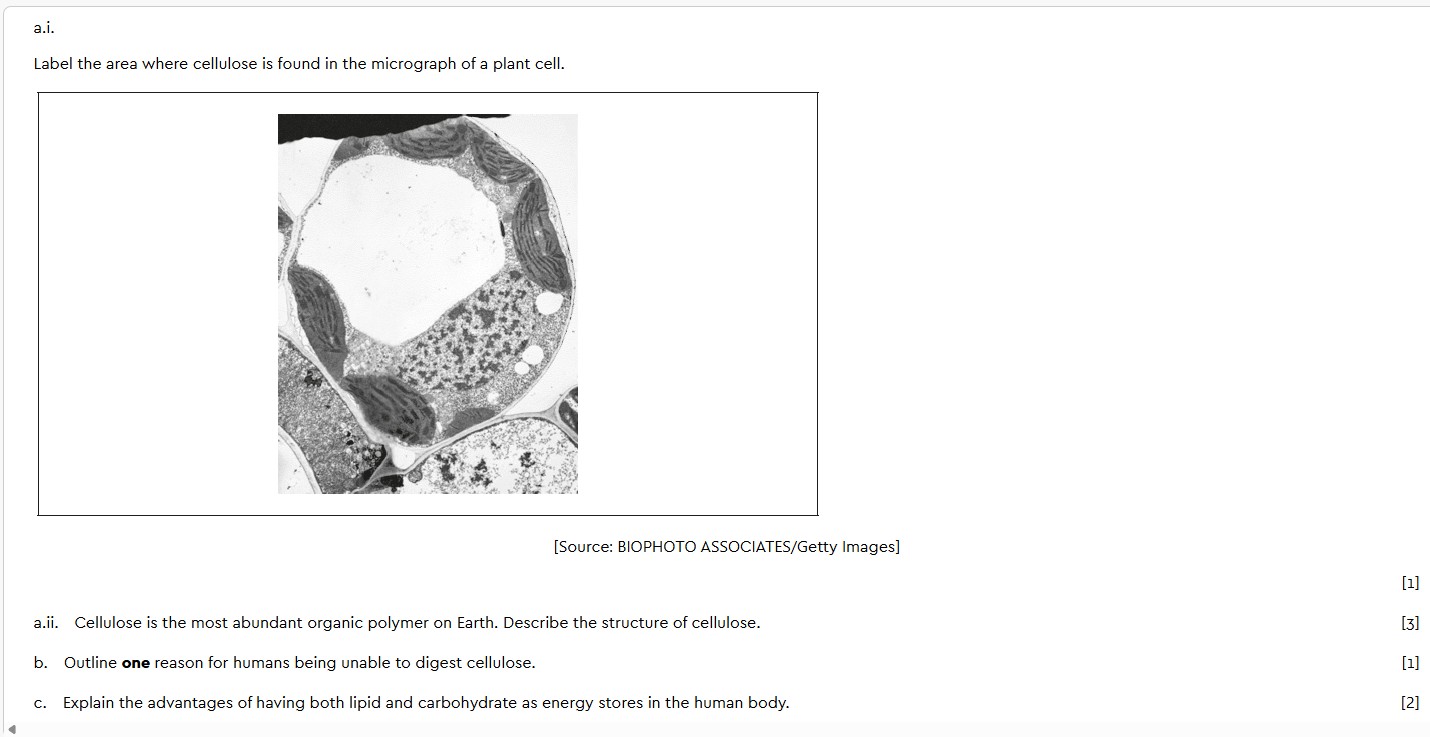 a.i.
Label the area where cellulose is found in the micrograph of a plant cell.
[Source: BIOPHOTO ASSOCIATES/Getty Images]
[1]
a.ii. Cellulose is the most abundant organic polymer on Earth. Describe the structure of cellulose. [3]
b. Outline one reason for humans being unable to digest cellulose. [1]
c. Explain the advantages of having both lipid and carbohydrate as energy stores in the human body. [2]